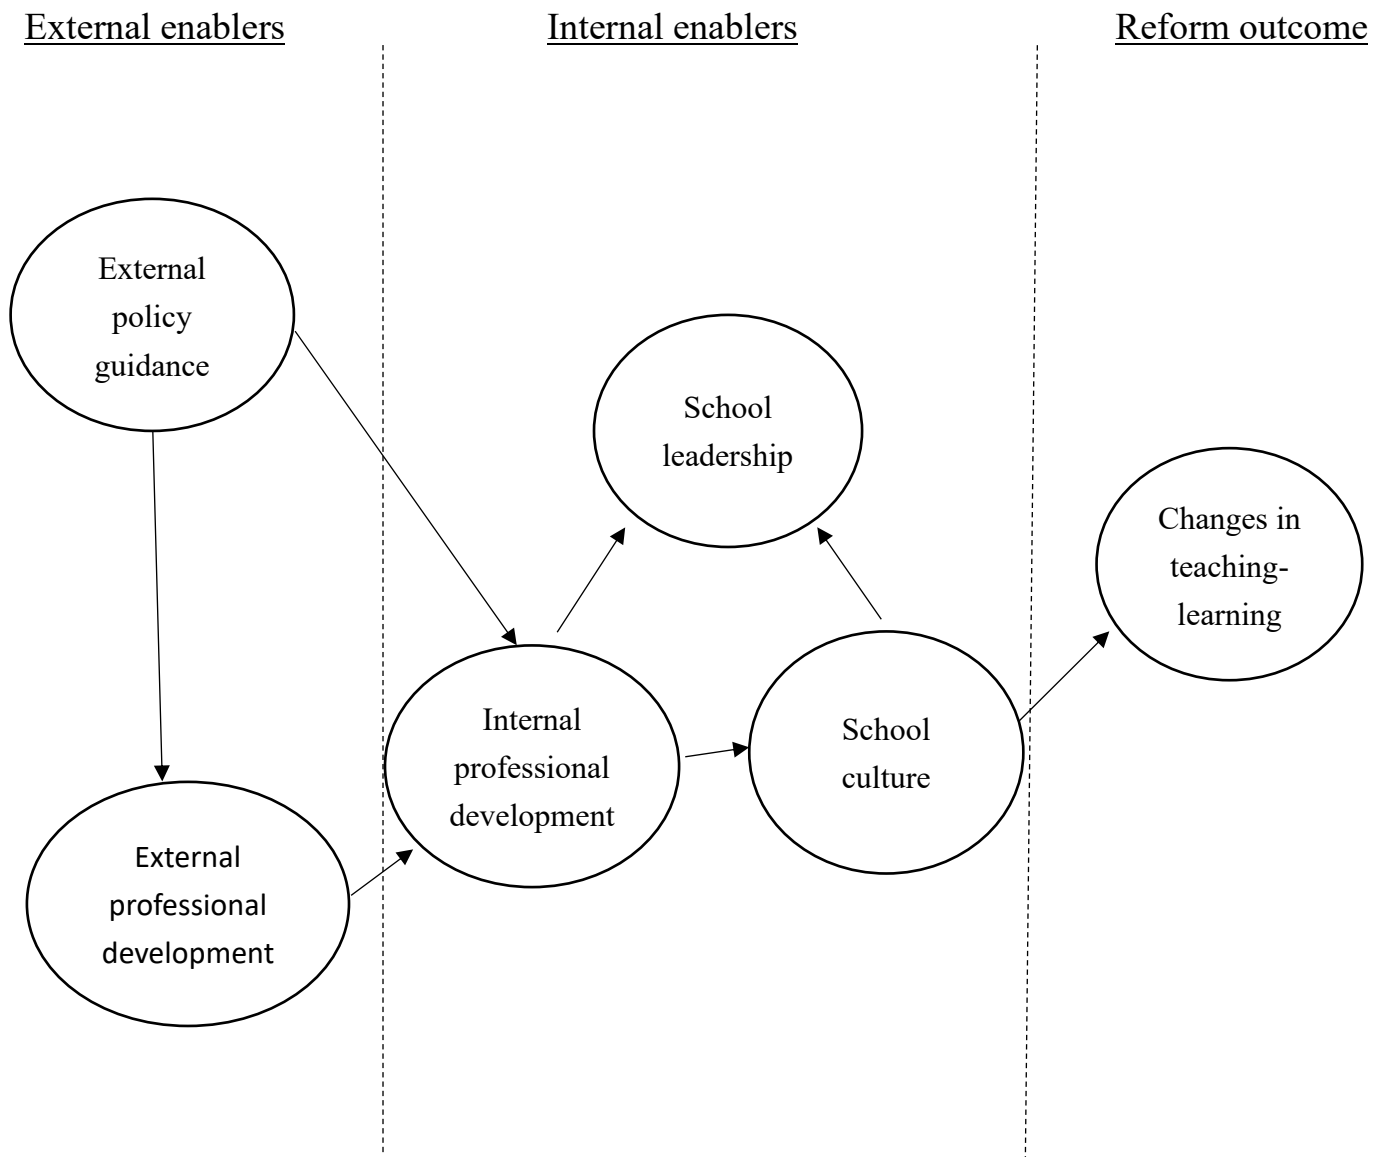 External enablers
Internal enablers
Reform outcome
External
policy
guidance
School
leadership
Changes in
teaching-
learning
Internal
professional
development
School
culture
External
professional
development